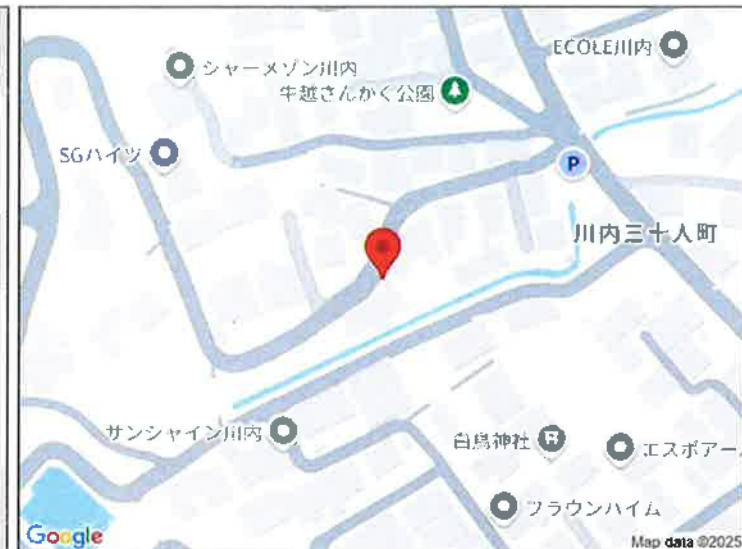 ECOLE川内
シャーメゾン川内
牛越さんかく公園
SGハイツ
P
川内三十人町
サンシャイン川内
白鳥神社
エスポアー
ブラウンハイム
Google
Map data ©2025